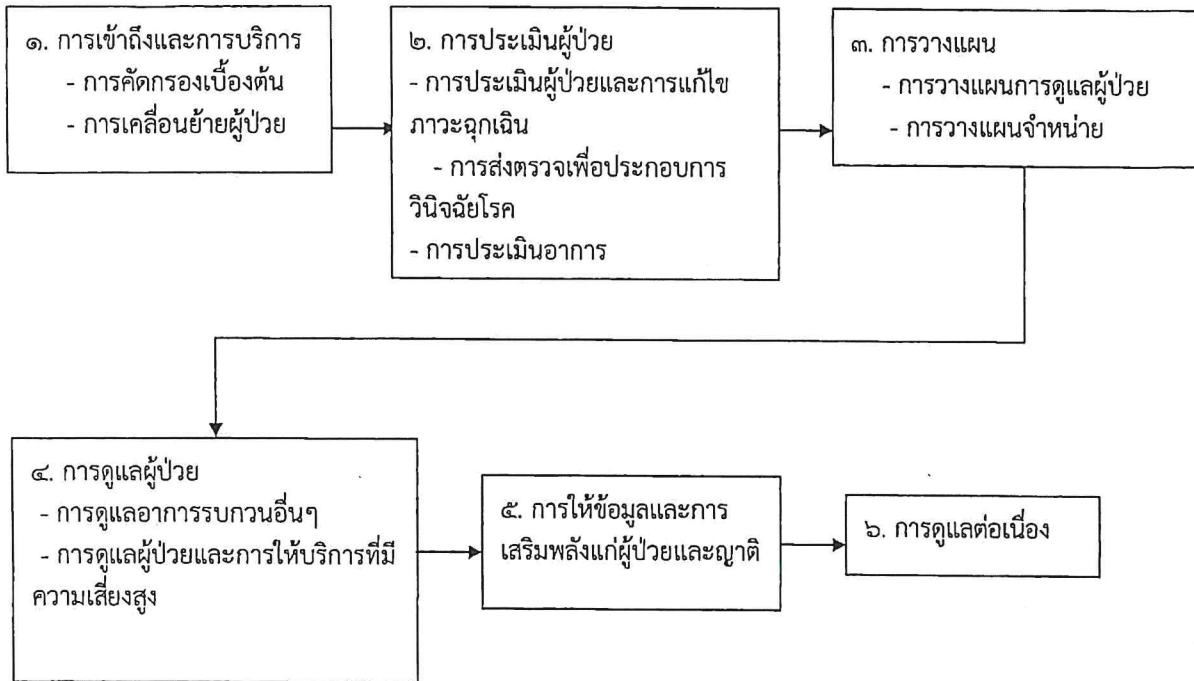 ๑. การเข้าถึงและการบริการ
- การคัดกรองเบื้องต้น
- การเคลื่อนย้ายผู้ป่วย
๒. การประเมินผู้ป่วย
- การประเมินผู้ป่วยและการแก้ไข
ภาวะฉุกเฉิน
- การส่งตรวจเพื่อประกอบการ
วินิจฉัยโรค
- การประเมินอาการ
๓. การวางแผน
- การวางแผนการดูแลผู้ป่วย
- การวางแผนจำหน่าย
๔. การดูแลผู้ป่วย
- การดูแลอาการรบกวนอื่นๆ
- การดูแลผู้ป่วยและการให้บริการที่มี
ความเสี่ยงสูง
๕. การให้ข้อมูลและการ
เสริมพลังแก่ผู้ป่วยและญาติ
๖. การดูแลต่อเนื่อง